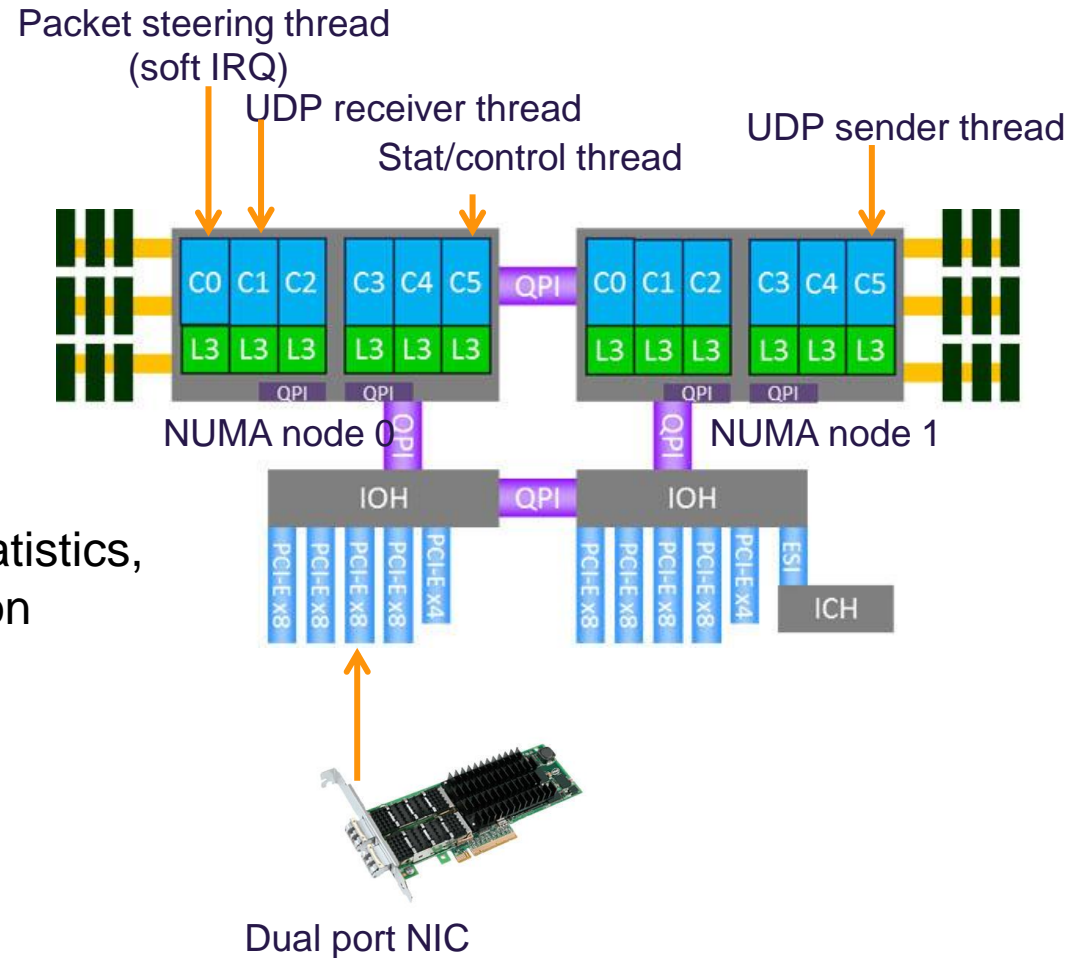 Packet steering thread
(soft IRQ)
UDP receiver thread
Stat/control thread
UDP sender thread
C0 C1 C2 C3 C4 C5 QPI C0 C1 C2 C3 C4 C5
L3 L3 L3 L3 L3 L3 L3 L3 L3 L3 L3 L3
QPI QPI QPI QPI
NUMA node 0 QPI QPI NUMA node 1
IOH QPI IOH
atistics,
on
PCI-E x8 PCI-E x8 PCI-E x8 PCI-E x8 PCI-E x4 PCI-E x8 PCI-E x8 PCI-E x8 PCI-E x8 PCI-E x4 ESI
ICH
Dual port NIC